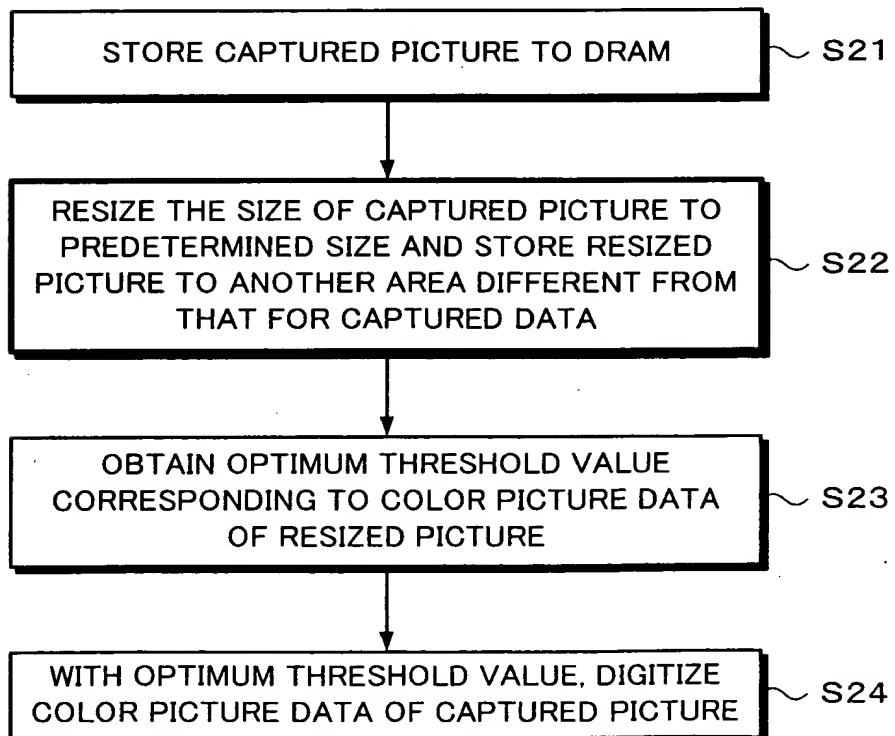 STORE CAPTURED PICTURE TO DRAM
S21
RESIZE THE SIZE OF CAPTURED PICTURE TO
PREDETERMINED SIZE AND STORE RESIZED
PICTURE TO ANOTHER AREA DIFFERENT FROM
THAT FOR CAPTURED DATA
S22
OBTAIN OPTIMUM THRESHOLD VALUE
CORRESPONDING TO COLOR PICTURE DATA
OF RESIZED PICTURE
S23
WITH OPTIMUM THRESHOLD VALUE, DIGITIZE
COLOR PICTURE DATA OF CAPTURED PICTURE
S24